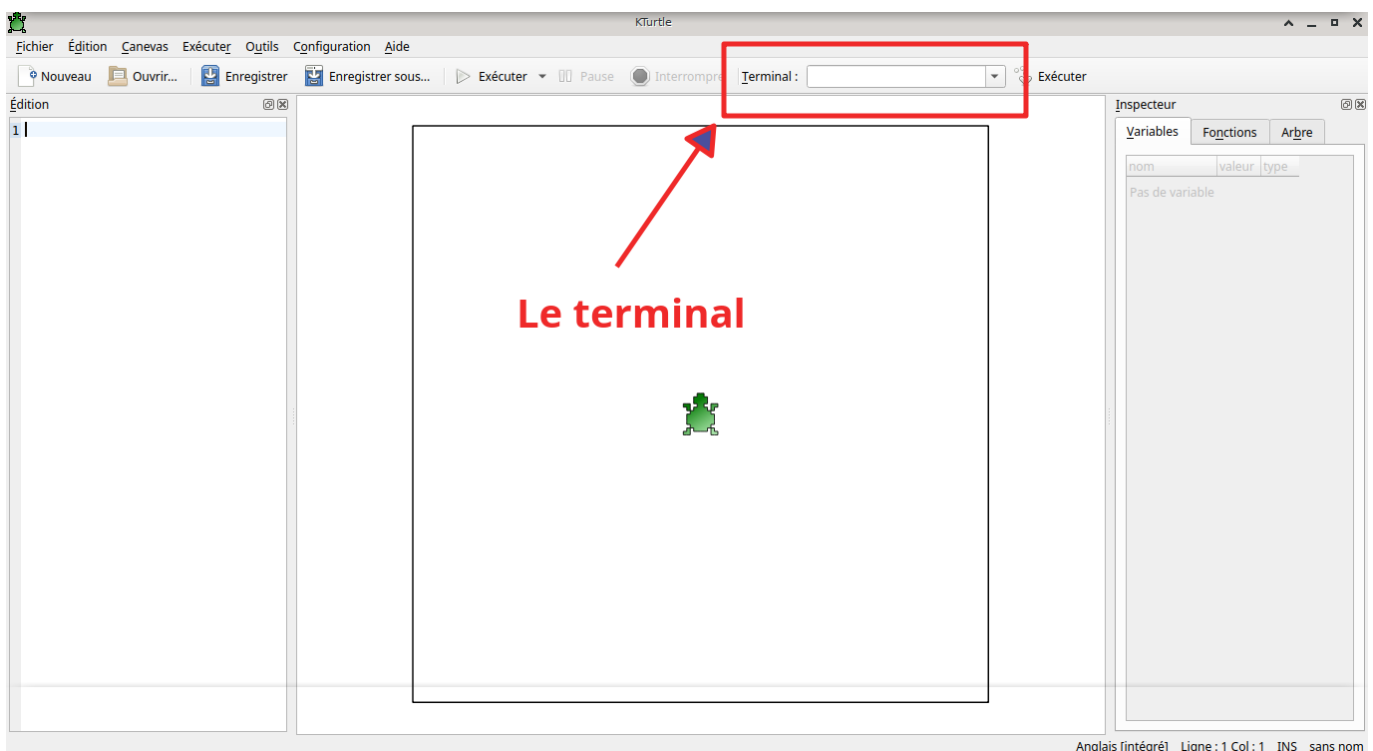 KTurtle
Fichier Édition Canevas Exécuter Outils Configuration Aide
Nouveau Ouvrir... Enregistrer Enregistrer sous... Exécuter Pause Interrompre Terminal : Exécuter
Édition
Inspecteur
1
Variables Fonctions Arbre
nom valeur type
Pas de variable
Le terminal
Anglais [intégré] Ligne : 1 Col : 1 INS sans nom